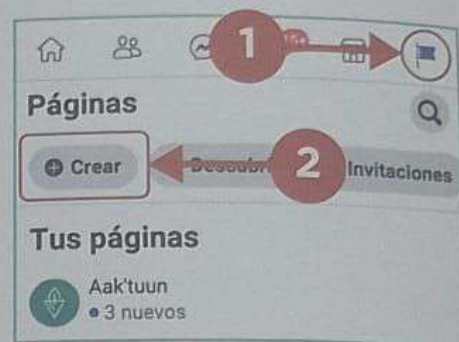 1
Páginas
Crear
2
Invitaciones
Tus páginas
Aak'tuun
3 nuevos